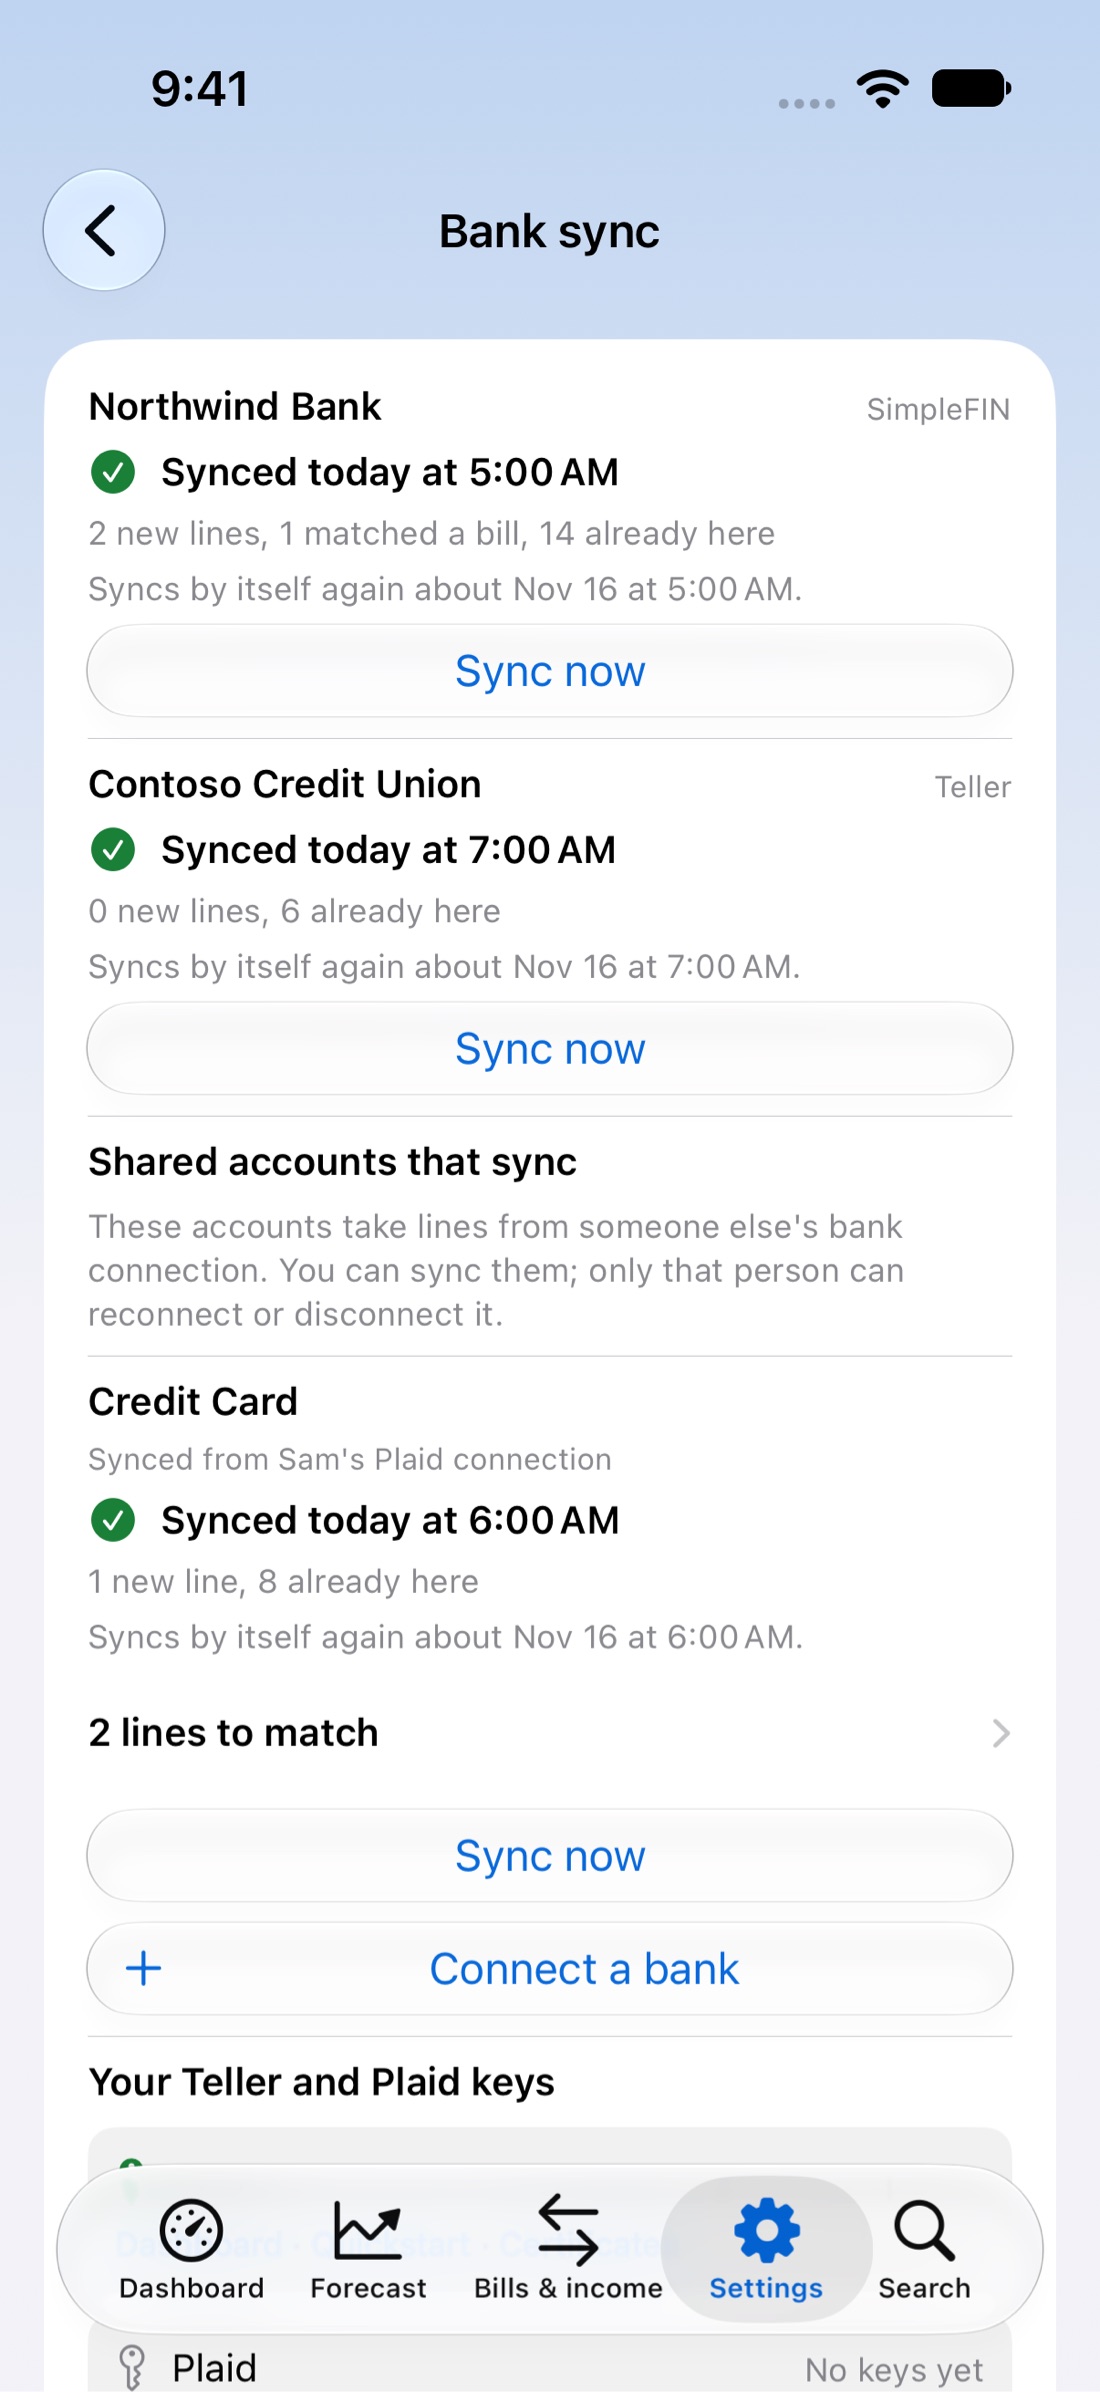 9:41
Bank sync
Northwind Bank
SimpleFIN
Synced today at 5:00 AM
2 new lines, 1 matched a bill, 14 already here
Syncs by itself again about Nov 16 at 5:00 AM.
Sync now
Contoso Credit Union
Teller
Synced today at 7:00 AM
0 new lines, 6 already here
Syncs by itself again about Nov 16 at 7:00 AM.
Sync now
Shared accounts that sync
These accounts take lines from someone else's bank
connection. You can sync them; only that person can
reconnect or disconnect it.
Credit Card
Synced from Sam's Plaid connection
Synced today at 6:00 AM
1 new line, 8 already here
Syncs by itself again about Nov 16 at 6:00 AM.
2 lines to match
Sync now
Connect a bank
Your Teller and Plaid keys
Dashboard
Forecast
Bills & income
Settings
Search
Plaid
No keys yet